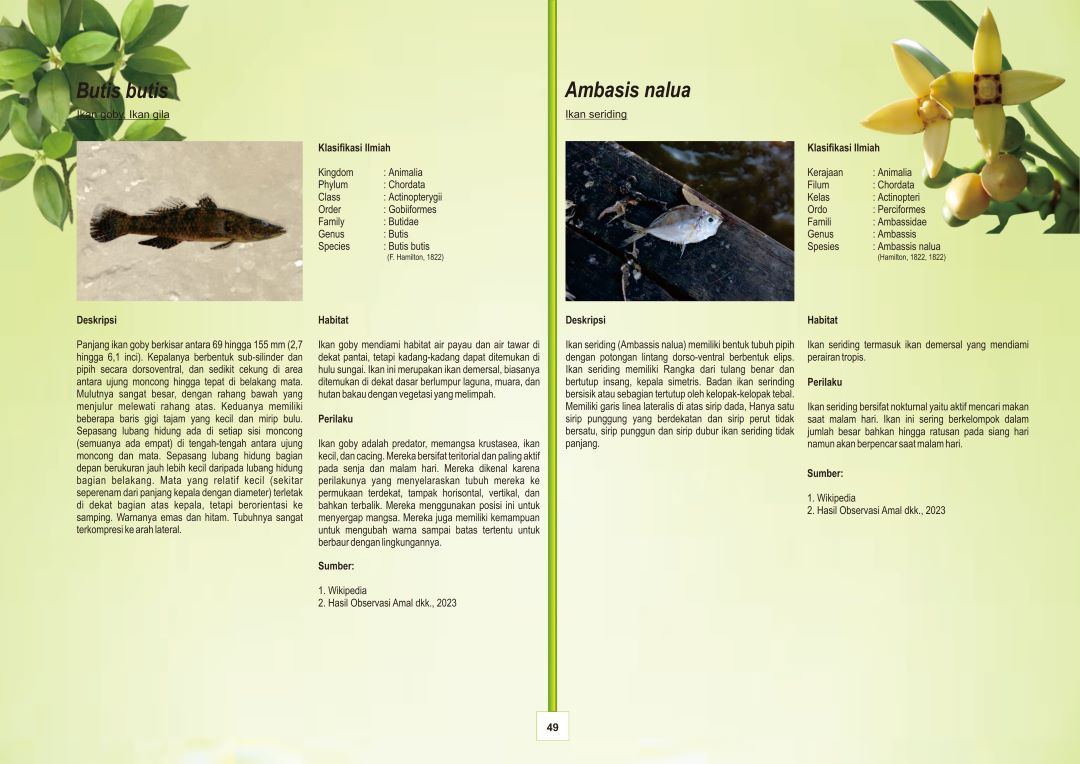 Butis butis
Ikan goby, Ikan gila
Klasifikasi Ilmiah
Kingdom : Animalia
Phylum : Chordata
Class : Actinopterygii
Order : Gobiiformes
Family : Butidae
Genus : Butis
Species : Butis butis
(F. Hamilton, 1822)
Deskripsi
Panjang ikan goby berkisar antara 69 hingga 155 mm (2,7
hingga 6,1 inci). Kepalanya berbentuk sub-silinder dan
pipih secara dorsoventral, dan sedikit cekung di area
antara ujung moncong hingga tepat di belakang mata.
Mulutnya sangat besar, dengan rahang bawah yang
menjulur melewati rahang atas. Keduanya memiliki
beberapa baris gigi tajam yang kecil dan mirip bulu.
Sepasang lubang hidung ada di setiap sisi moncong
(semuanya ada empat) di tengah-tengah antara ujung
moncong dan mata. Sepasang lubang hidung bagian
depan berukuran jauh lebih kecil daripada lubang hidung
bagian belakang. Mata yang relatif kecil (sekitar
seperenam dari panjang kepala dengan diameter) terletak
di dekat bagian atas kepala, tetapi berorientasi ke
samping. Warnanya emas dan hitam. Tubuhnya sangat
terkompresi ke arah lateral.
Habitat
Ikan goby mendiami habitat air payau dan air tawar di
dekat pantai, tetapi kadang-kadang dapat ditemukan di
hulu sungai. Ikan ini merupakan ikan demersal, biasanya
ditemukan di dekat dasar berlumpur laguna, muara, dan
hutan bakau dengan vegetasi yang melimpah.
Perilaku
Ikan goby adalah predator, memangsa krustasea, ikan
kecil, dan cacing. Mereka bersifat teritorial dan paling aktif
pada senja dan malam hari. Mereka dikenal karena
perilakunya yang menyelaraskan tubuh mereka ke
permukaan terdekat, tampak horisontal, vertikal, dan
bahkan terbalik. Mereka menggunakan posisi ini untuk
menyergap mangsa. Mereka juga memiliki kemampuan
untuk mengubah warna sampai batas tertentu untuk
berbaur dengan lingkungannya.
Sumber:
1. Wikipedia
2. Hasil Observasi Amal dkk., 2023
Ambasis nalua
Ikan seriding
Klasifikasi Ilmiah
Kerajaan : Animalia
Filum : Chordata
Kelas : Actinopteri
Ordo : Perciformes
Famili : Ambassidae
Genus : Ambassis
Spesies : Ambassis nalua
(Hamilton, 1822, 1822)
Deskripsi
Ikan seriding (Ambassis nalua) memiliki bentuk tubuh pipih
dengan potongan lintang dorso-ventral berbentuk elips.
Ikan seriding memiliki Rangka dari tulang benar dan
bertutup insang, kepala simetris. Badan ikan serinding
bersisik atau sebagian tertutup oleh kelopak-kelopak tebal.
Memiliki garis linea lateralis di atas sirip dada, Hanya satu
sirip punggung yang berdekatan dan sirip perut tidak
bersatu, sirip punggun dan sirip dubur ikan seriding tidak
panjang.
Habitat
Ikan seriding termasuk ikan demersal yang mendiami
perairan tropis.
Perilaku
Ikan seriding bersifat nokturnal yaitu aktif mencari makan
saat malam hari. Ikan ini sering berkelompok dalam
jumlah besar bahkan hingga ratusan pada siang hari
namun akan berpencar saat malam hari.
Sumber:
1. Wikipedia
2. Hasil Observasi Amal dkk., 2023
49